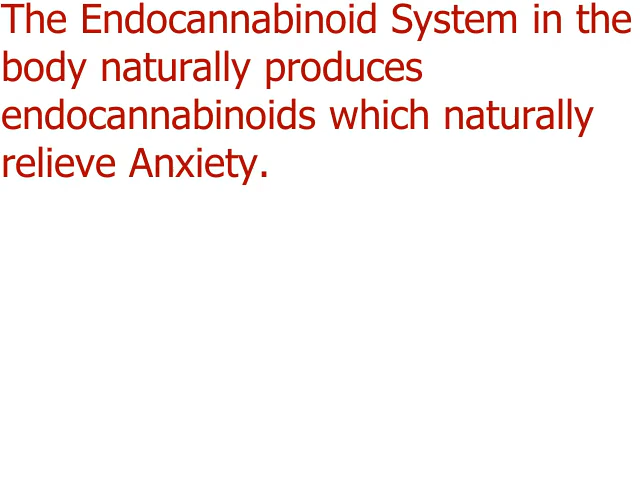 The Endocannabinoid System in the
body naturally produces
endocannabinoids which naturally
relieve Anxiety.